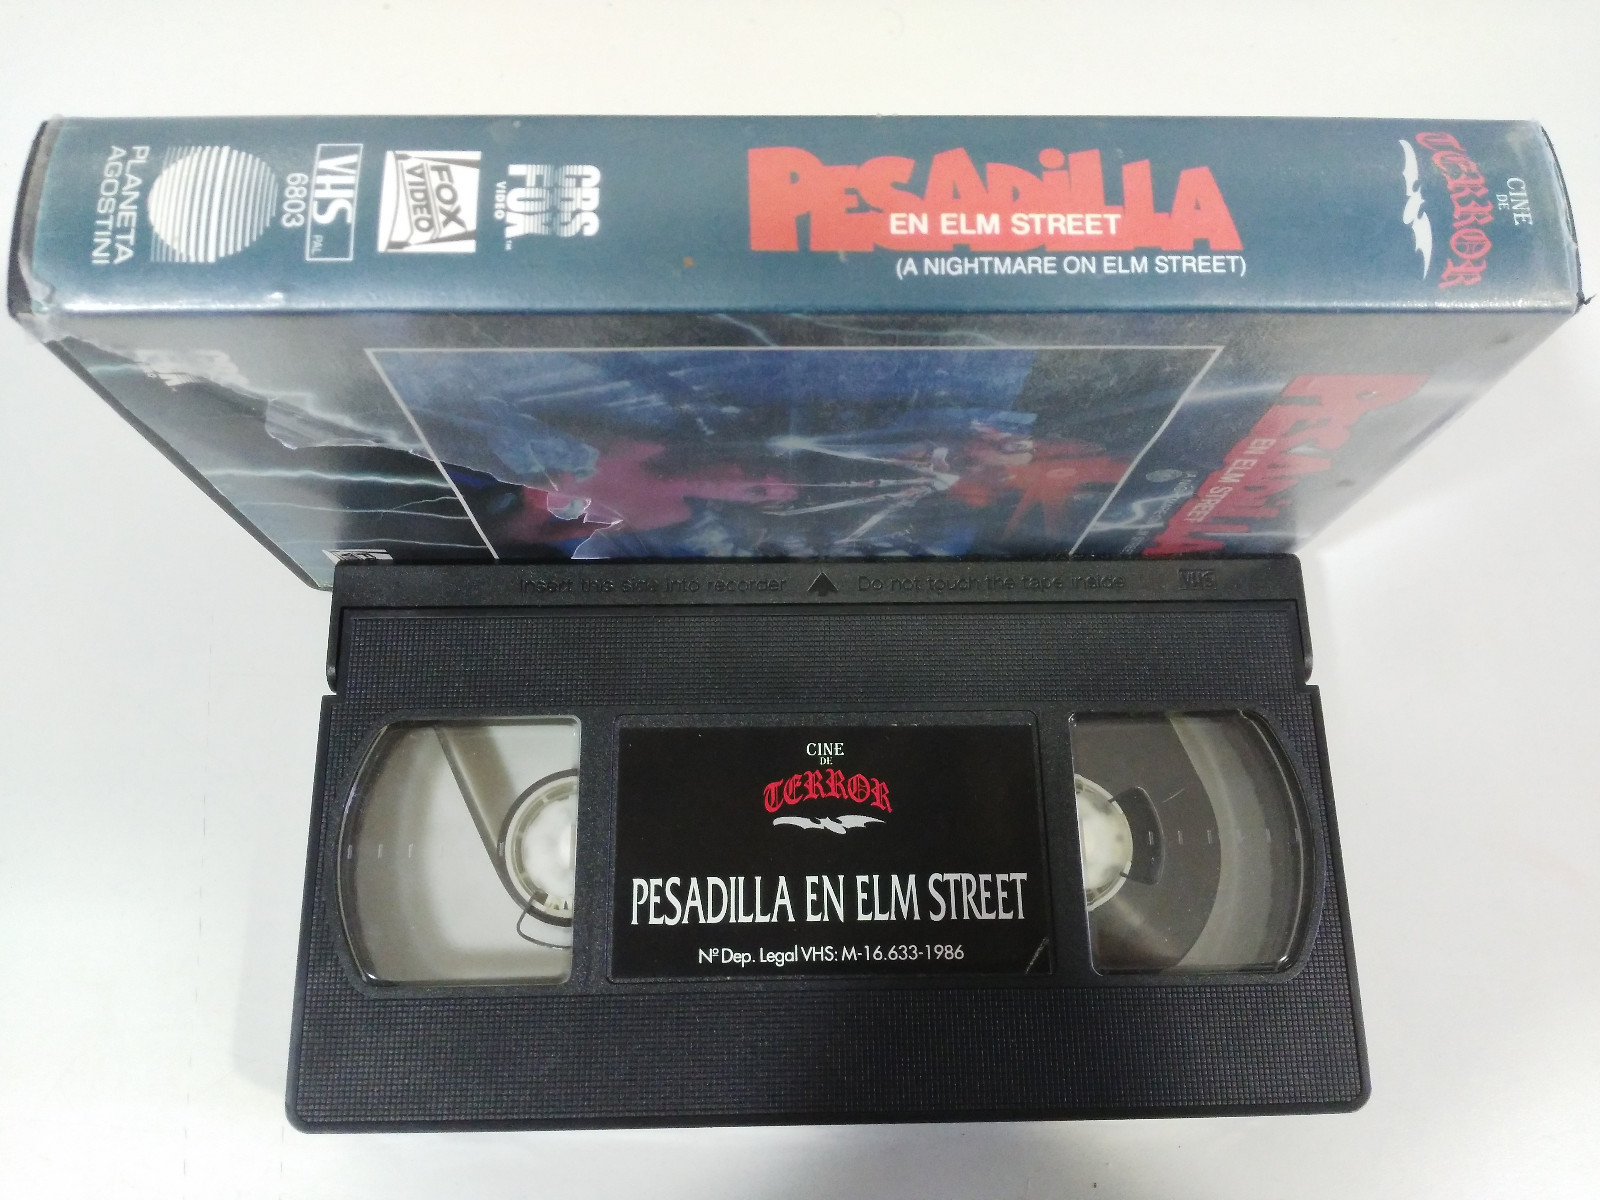 PLANETA
AGOSTINI
6803
VHS
PAL
FOX
VIDEO
CBS
FOX
VIDEO
™
PESADiLLA
EN ELM STREET
(A NIGHTMARE ON ELM STREET)
CINE
DE
TERROR
PESADiLLA
EN ELM STREET
Insert this side into recorder
Do not touch the tape inside
VHS
CINE
DE
TERROR
PESADILLA EN ELM STREET
Nº Dep. Legal VHS: M-16.633-1986